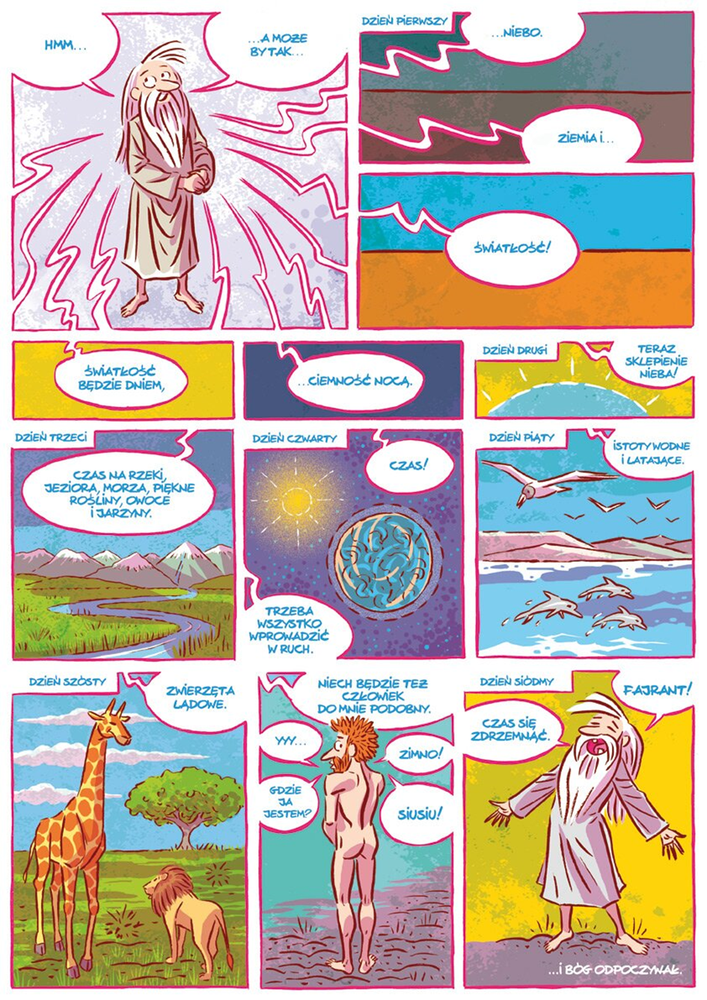 HMM...
...A MOŻE
BY TAK...
DZIEŃ PIERWSZY
...NIEBO.
ZIEMIA I...
ŚWIATŁOŚĆ!
ŚWIATŁOŚĆ
BĘDZIE DNIEM,
...CIEMNOŚĆ NOCĄ.
DZIEŃ DRUGI
TERAZ
SKLEPIENIE
NIEBA!
DZIEŃ TRZECI
CZAS NA RZEKI,
JEZIORA, MORZA, PIĘKNE
ROŚLINY, OWOCE
I JARZYNY.
DZIEŃ CZWARTY
CZAS!
TRZEBA
WSZYSTKO
WPROWADZIĆ
W RUCH.
DZIEŃ PIĄTY
ISTOTY WODNE
I LATAJĄCE.
DZIEŃ SZÓSTY
ZWIERZĘTA
LĄDOWE.
NIECH BĘDZIE TEŻ
CZŁOWIEK
DO MNIE PODOBNY.
YYY...
ZIMNO!
GDZIE
JA
JESTEM?
SIUSIU!
DZIEŃ SIÓDMY
FAJRANT!
CZAS SIĘ
ZDRZEMNĄĆ.
...I BÓG ODPOCZYWAŁ.